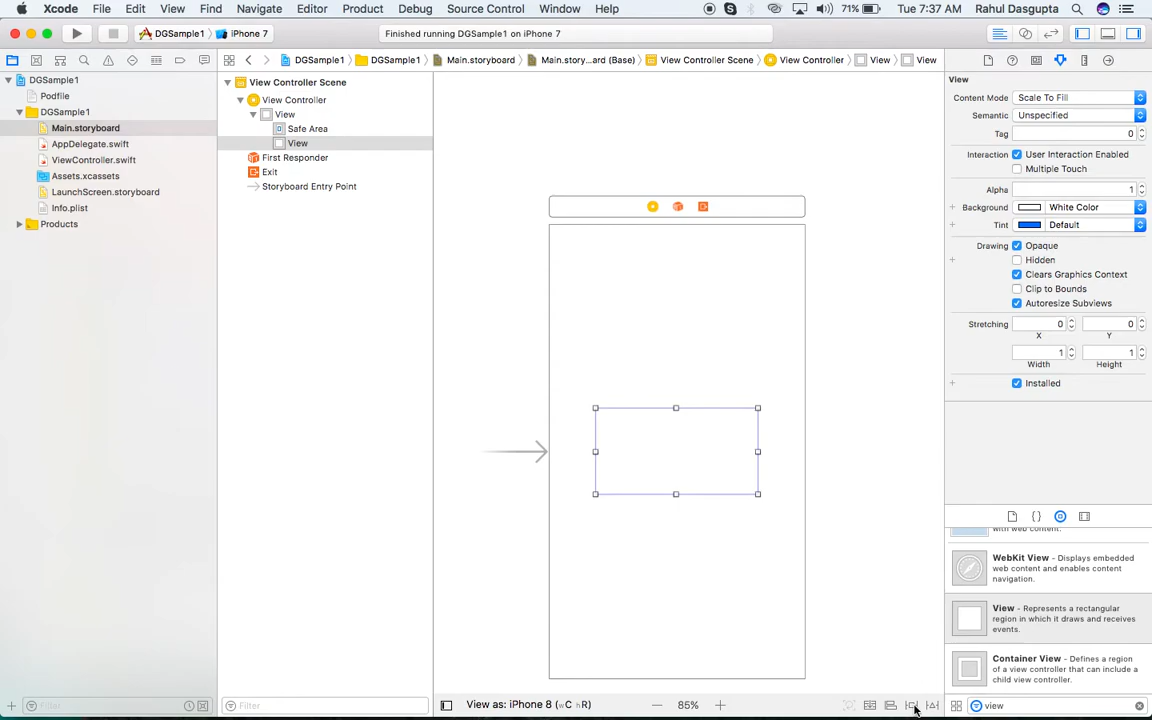 Xcode File Edit View Find Navigate Editor Product Debug Source Control Window Help 71% Tue 7:37 AM Rahul Dasgupta
DGSample1 iPhone 7 Finished running DGSample1 on iPhone 7
DGSample1 DGSample1 Main.storyboard Main.story...ard (Base) View Controller Scene View Controller View View
DGSample1
Podfile
DGSample1
Main.storyboard
AppDelegate.swift
ViewController.swift
Assets.xcassets
LaunchScreen.storyboard
Info.plist
Products
View Controller Scene
View Controller
View
Safe Area
View
First Responder
Exit
Storyboard Entry Point
View
Content Mode Scale To Fill
Semantic Unspecified
Tag 0
Interaction User Interaction Enabled
Multiple Touch
Alpha 1
Background White Color
Tint Default
Drawing Opaque
Hidden
Clears Graphics Context
Clip to Bounds
Autoresize Subviews
Stretching 0 0
X Y
1 1
Width Height
Installed
with web content.
WebKit View - Displays embedded
web content and enables content
navigation.
View - Represents a rectangular
region in which it draws and receives
events.
Container View - Defines a region
of a view controller that can include a
child view controller.
Filter
Filter
View as: iPhone 8 (wC hR) 85%
view